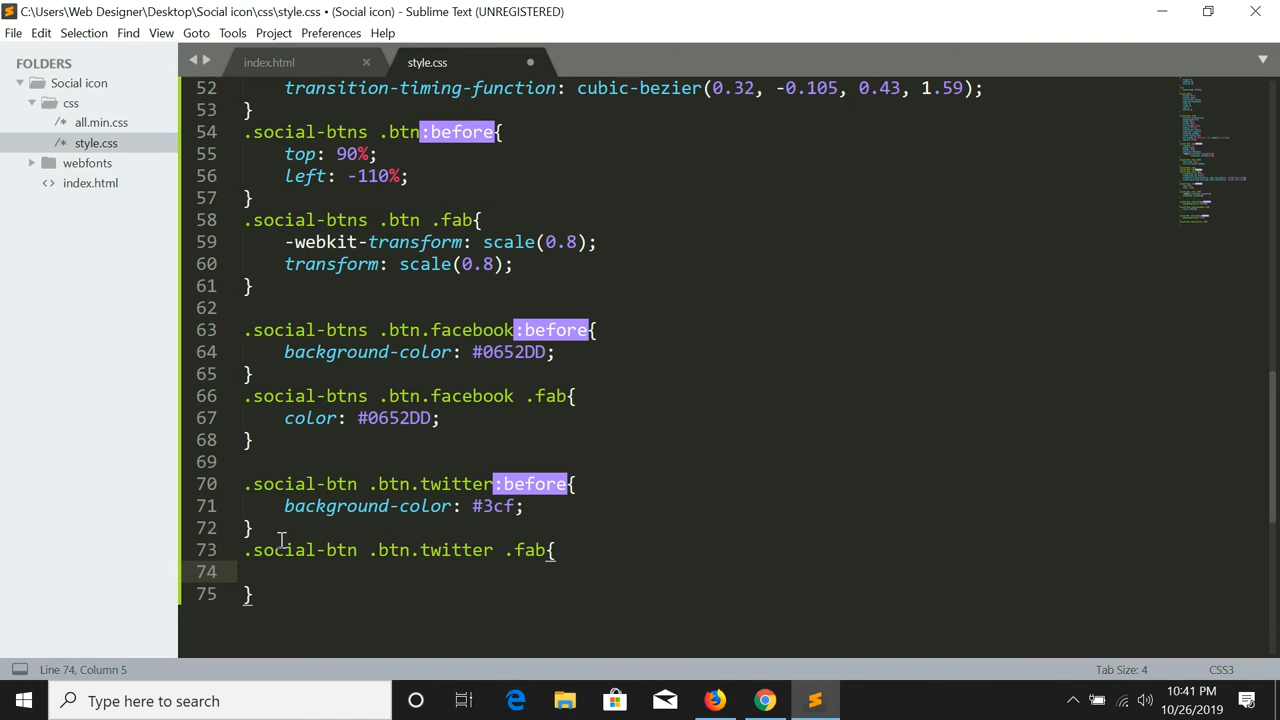 C:\Users\Web Designer\Desktop\Social icon\css\style.css • (Social icon) - Sublime Text (UNREGISTERED)
File Edit Selection Find View Goto Tools Project Preferences Help
FOLDERS
Social icon
css
/* all.min.css
/* style.css
webfonts
<> index.html
index.html
style.css
52 transition-timing-function: cubic-bezier(0.32, -0.105, 0.43, 1.59);
53 }
54 .social-btns .btn:before{
55 top: 90%;
56 left: -110%;
57 }
58 .social-btns .btn .fab{
59 -webkit-transform: scale(0.8);
60 transform: scale(0.8);
61 }
62
63 .social-btns .btn.facebook:before{
64 background-color: #0652DD;
65 }
66 .social-btns .btn.facebook .fab{
67 color: #0652DD;
68 }
69
70 .social-btn .btn.twitter:before{
71 background-color: #3cf;
72 }
73 .social-btn .btn.twitter .fab{
74
75 }
Line 74, Column 5
Tab Size: 4
CSS3
Type here to search
10:41 PM
10/26/2019